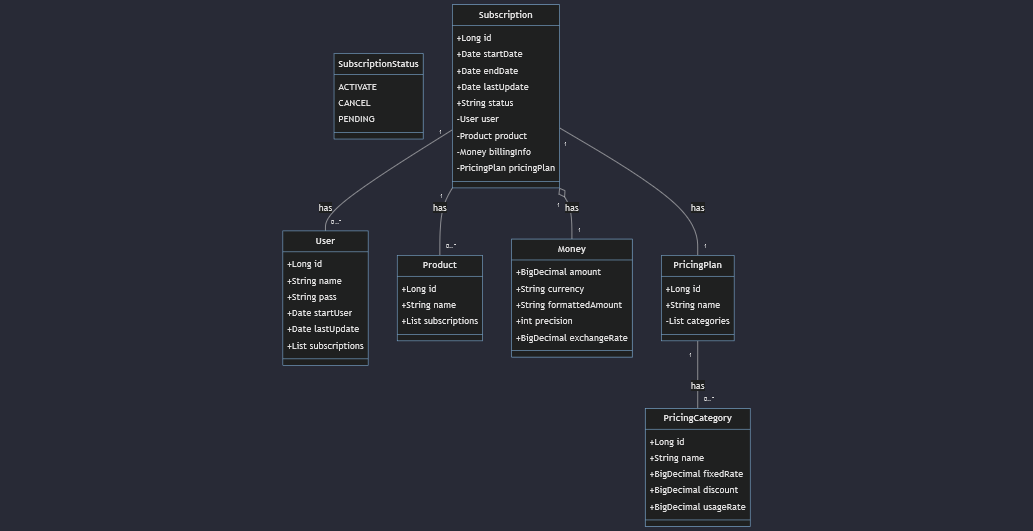 Subscription
+Long id
+Date startDate
+Date endDate
+Date lastUpdate
+String status
-User user
-Product product
-Money billingInfo
-PricingPlan pricingPlan
SubscriptionStatus
ACTIVATE
CANCEL
PENDING
1
1
1
1
has
has
has
has
0..*
0..*
1
1
User
+Long id
+String name
+String pass
+Date startUser
+Date lastUpdate
+List subscriptions
Product
+Long id
+String name
+List subscriptions
Money
+BigDecimal amount
+String currency
+String formattedAmount
+int precision
+BigDecimal exchangeRate
PricingPlan
+Long id
+String name
-List categories
1
has
0..*
PricingCategory
+Long id
+String name
+BigDecimal fixedRate
+BigDecimal discount
+BigDecimal usageRate